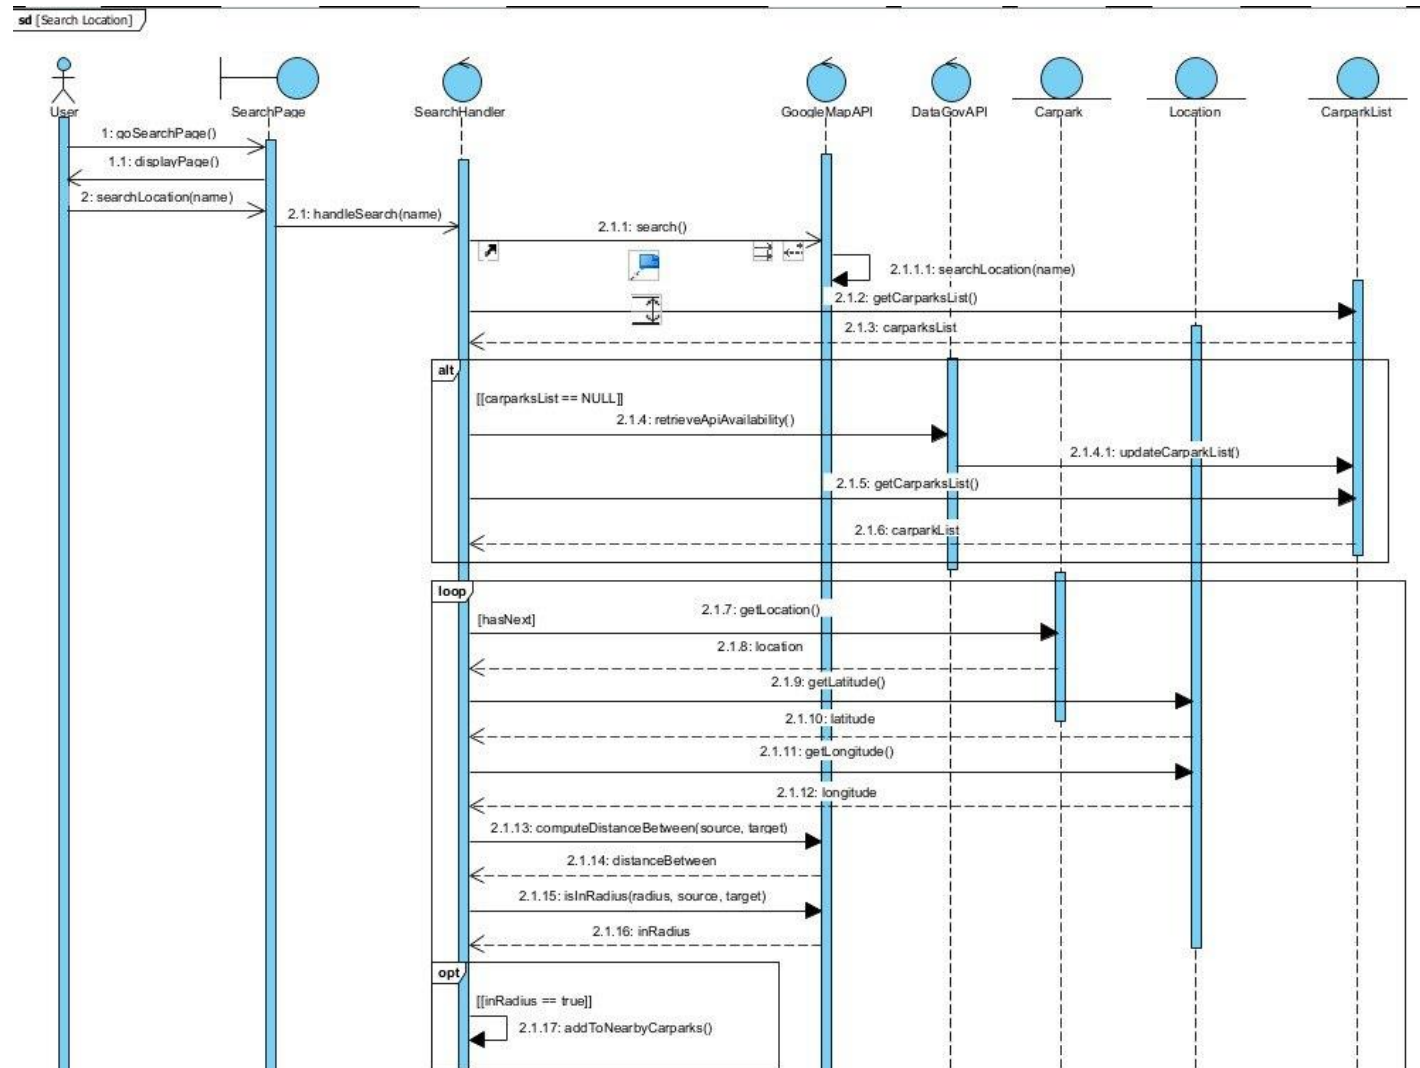 sd [Search Location]
User
SearchPage
SearchHandler
GoogleMapAPI
DataGovAPI
Carpark
Location
CarparkList
1: goSearchPage()
1.1: displayPage()
2: searchLocation(name)
2.1: handleSearch(name)
2.1.1: search()
2.1.1.1: searchLocation(name)
2.1.2: getCarparksList()
2.1.3: carparksList
alt
[[carparksList == NULL]]
2.1.4: retrieveApiAvailability()
2.1.4.1: updateCarparkList()
2.1.5: getCarparksList()
2.1.6: carparkList
loop
[hasNext]
2.1.7: getLocation()
2.1.8: location
2.1.9: getLatitude()
2.1.10: latitude
2.1.11: getLongitude()
2.1.12: longitude
2.1.13: computeDistanceBetween(source, target)
2.1.14: distanceBetween
2.1.15: isInRadius(radius, source, target)
2.1.16: inRadius
opt
[[inRadius == true]]
2.1.17: addToNearbyCarparks()